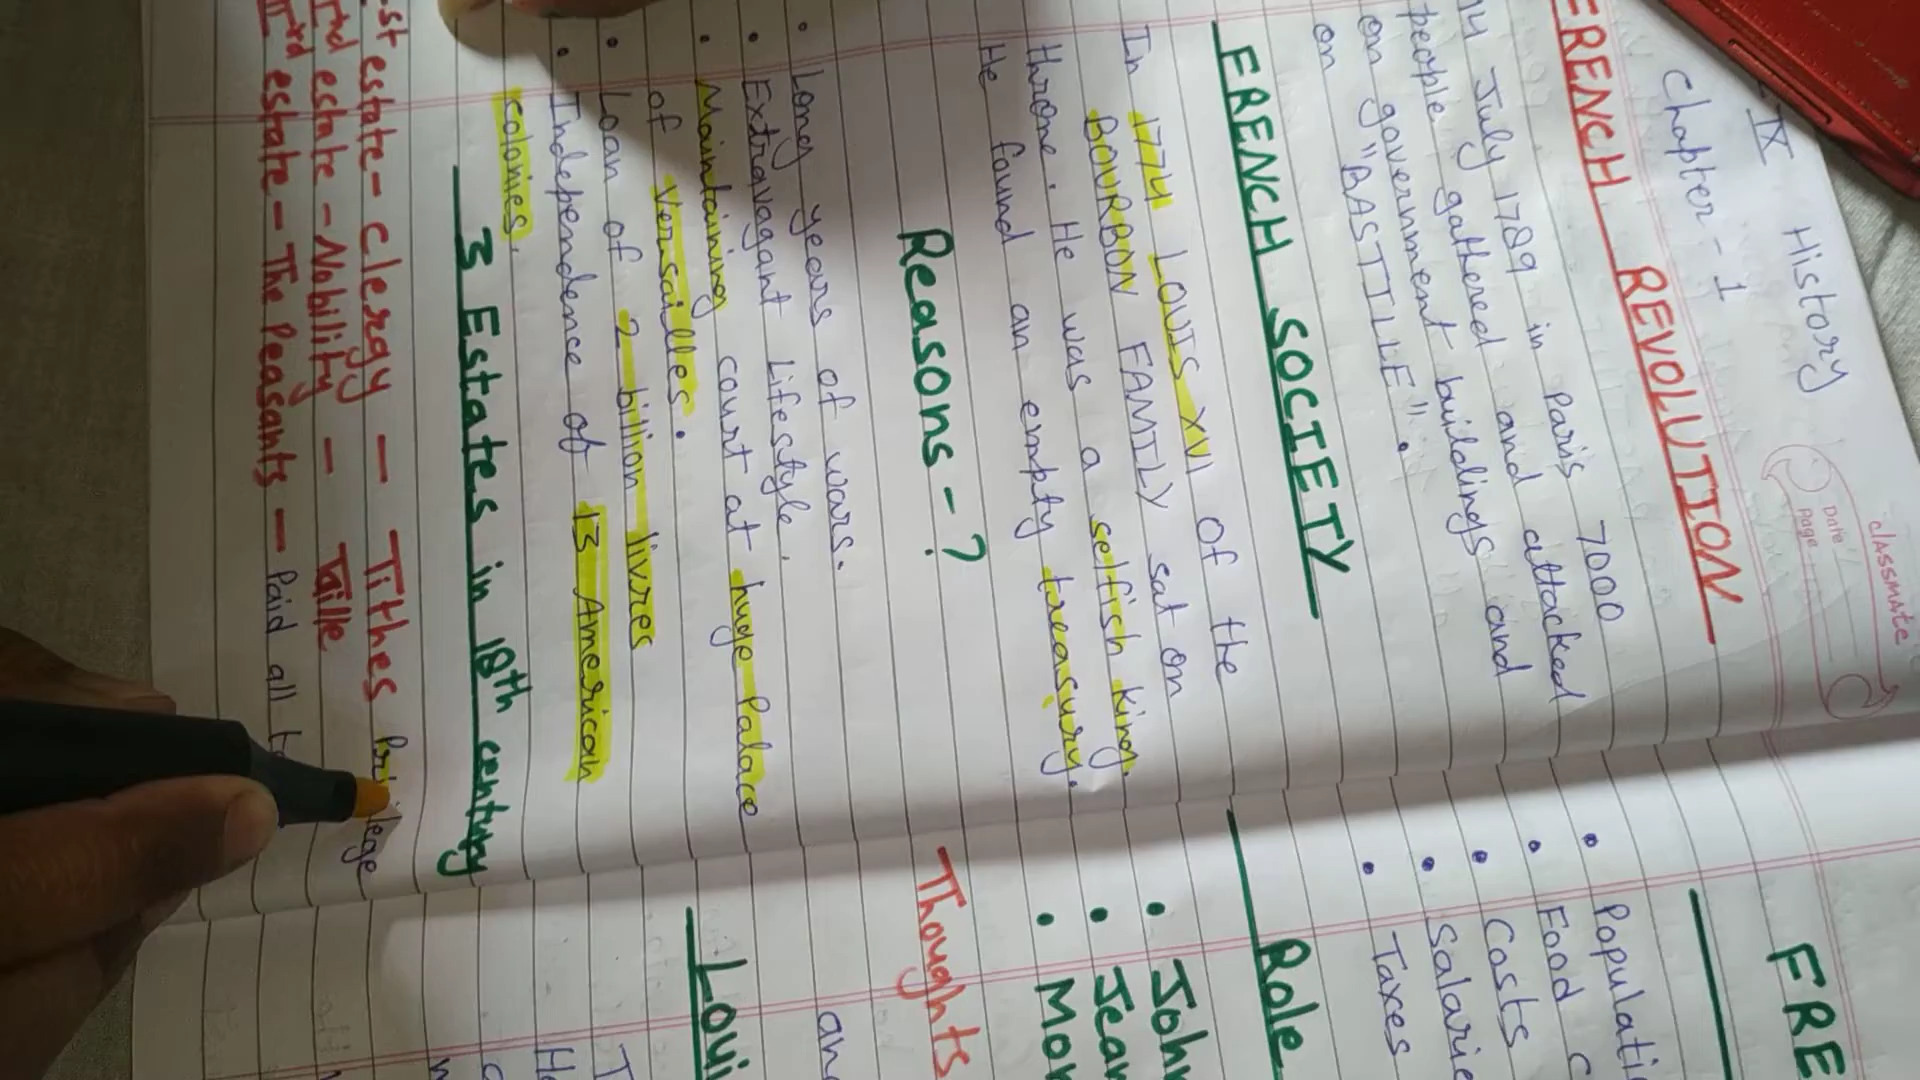 IX History
Chapter - 1
classmate
Date
Page
FRENCH REVOLUTION
14 July 1789 in Paris 7000
people gathered and attacked
on government buildings and
on "BASTILLE".
FRENCH SOCIETY
In 1774 LOUIS XVI of the
BOURBON FAMILY sat on
throne. He was a selfish king.
He found an empty treasury.
Reasons - ?
• Long years of wars.
• Extravagant Lifestyle.
• Maintaining court at huge Palace
of Versailles.
• Loan of 2 billion livres
• Independence of 13 American
colonies.
3 Estates in 18th century
Ist estate - clergy - Tithes
IInd estate - Nobility - Taille
IIIrd estate - The Peasants - Paid all
FRE
• Populati
• Food C
• Costs
• Salarie
• Taxes
Role
• John
• Jean
• Mon
Thoughts
an
Loui